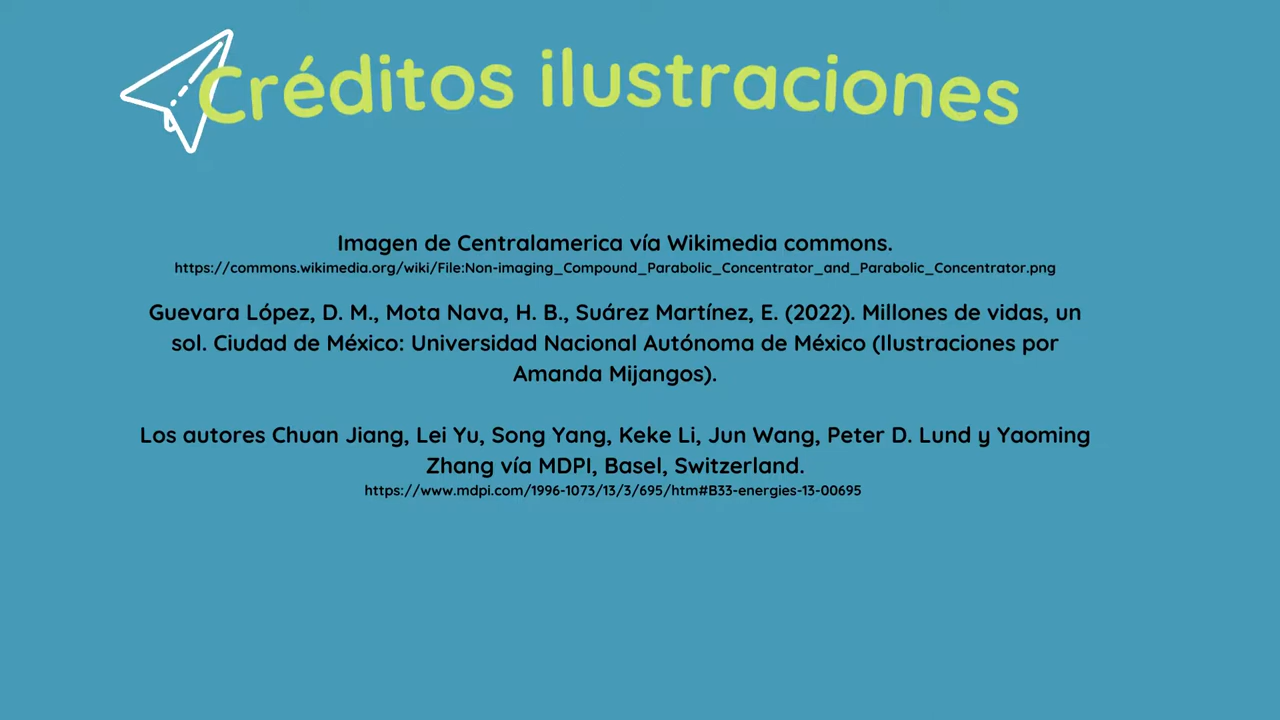 Créditos ilustraciones
Imagen de Centralamerica vía Wikimedia commons.
https://commons.wikimedia.org/wiki/File:Non-imaging_Compound_Parabolic_Concentrator_and_Parabolic_Concentrator.png
Guevara López, D. M., Mota Nava, H. B., Suárez Martínez, E. (2022). Millones de vidas, un
sol. Ciudad de México: Universidad Nacional Autónoma de México (Ilustraciones por
Amanda Mijangos).
Los autores Chuan Jiang, Lei Yu, Song Yang, Keke Li, Jun Wang, Peter D. Lund y Yaoming
Zhang vía MDPI, Basel, Switzerland.
https://www.mdpi.com/1996-1073/13/3/695/htm#B33-energies-13-00695